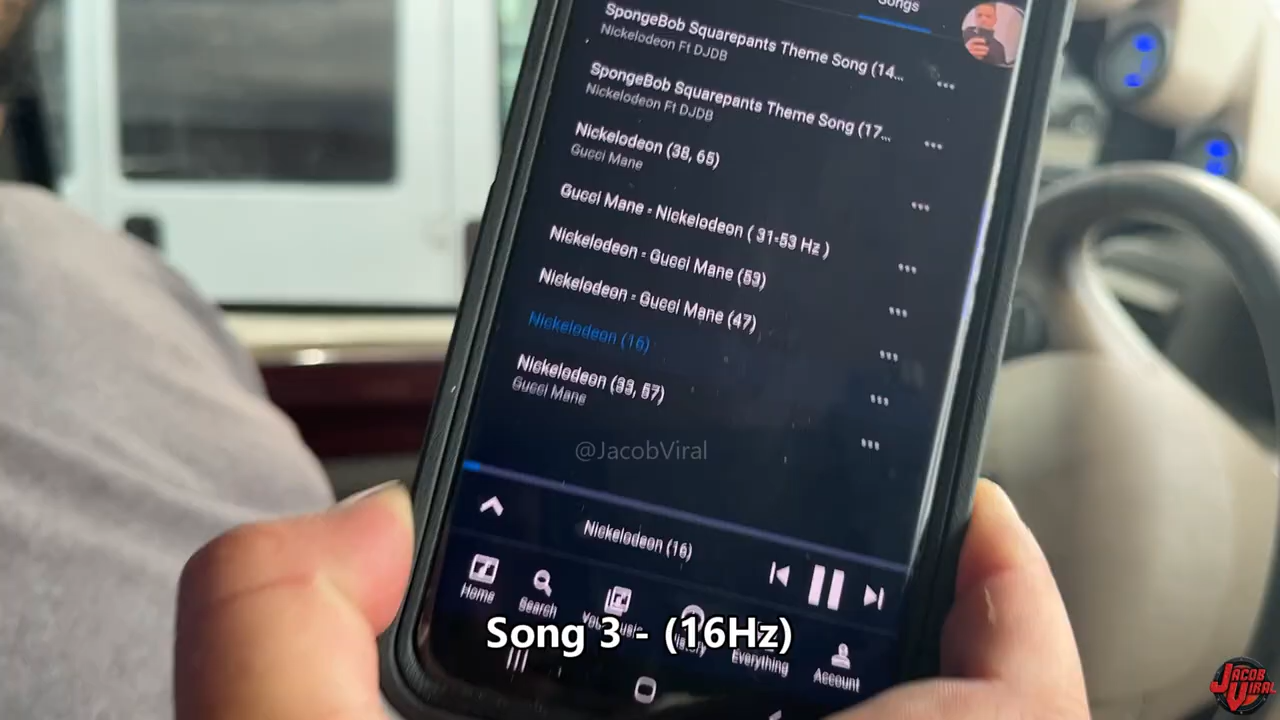 Songs
SpongeBob Squarepants Theme Song (14...
Nickelodeon Ft DJDB
SpongeBob Squarepants Theme Song (17...
Nickelodeon Ft DJDB
Nickelodeon (38, 65)
Gucci Mane
Gucci Mane - Nickelodeon ( 31-53 Hz )
Nickelodeon - Gucci Mane (53)
Nickelodeon - Gucci Mane (47)
Nickelodeon (16)
Nickelodeon (33, 57)
Gucci Mane
@JacobViral
Nickelodeon (16)
Home
Search
Everything
Account
Song 3 - (16Hz)
JACOB
VIRAL